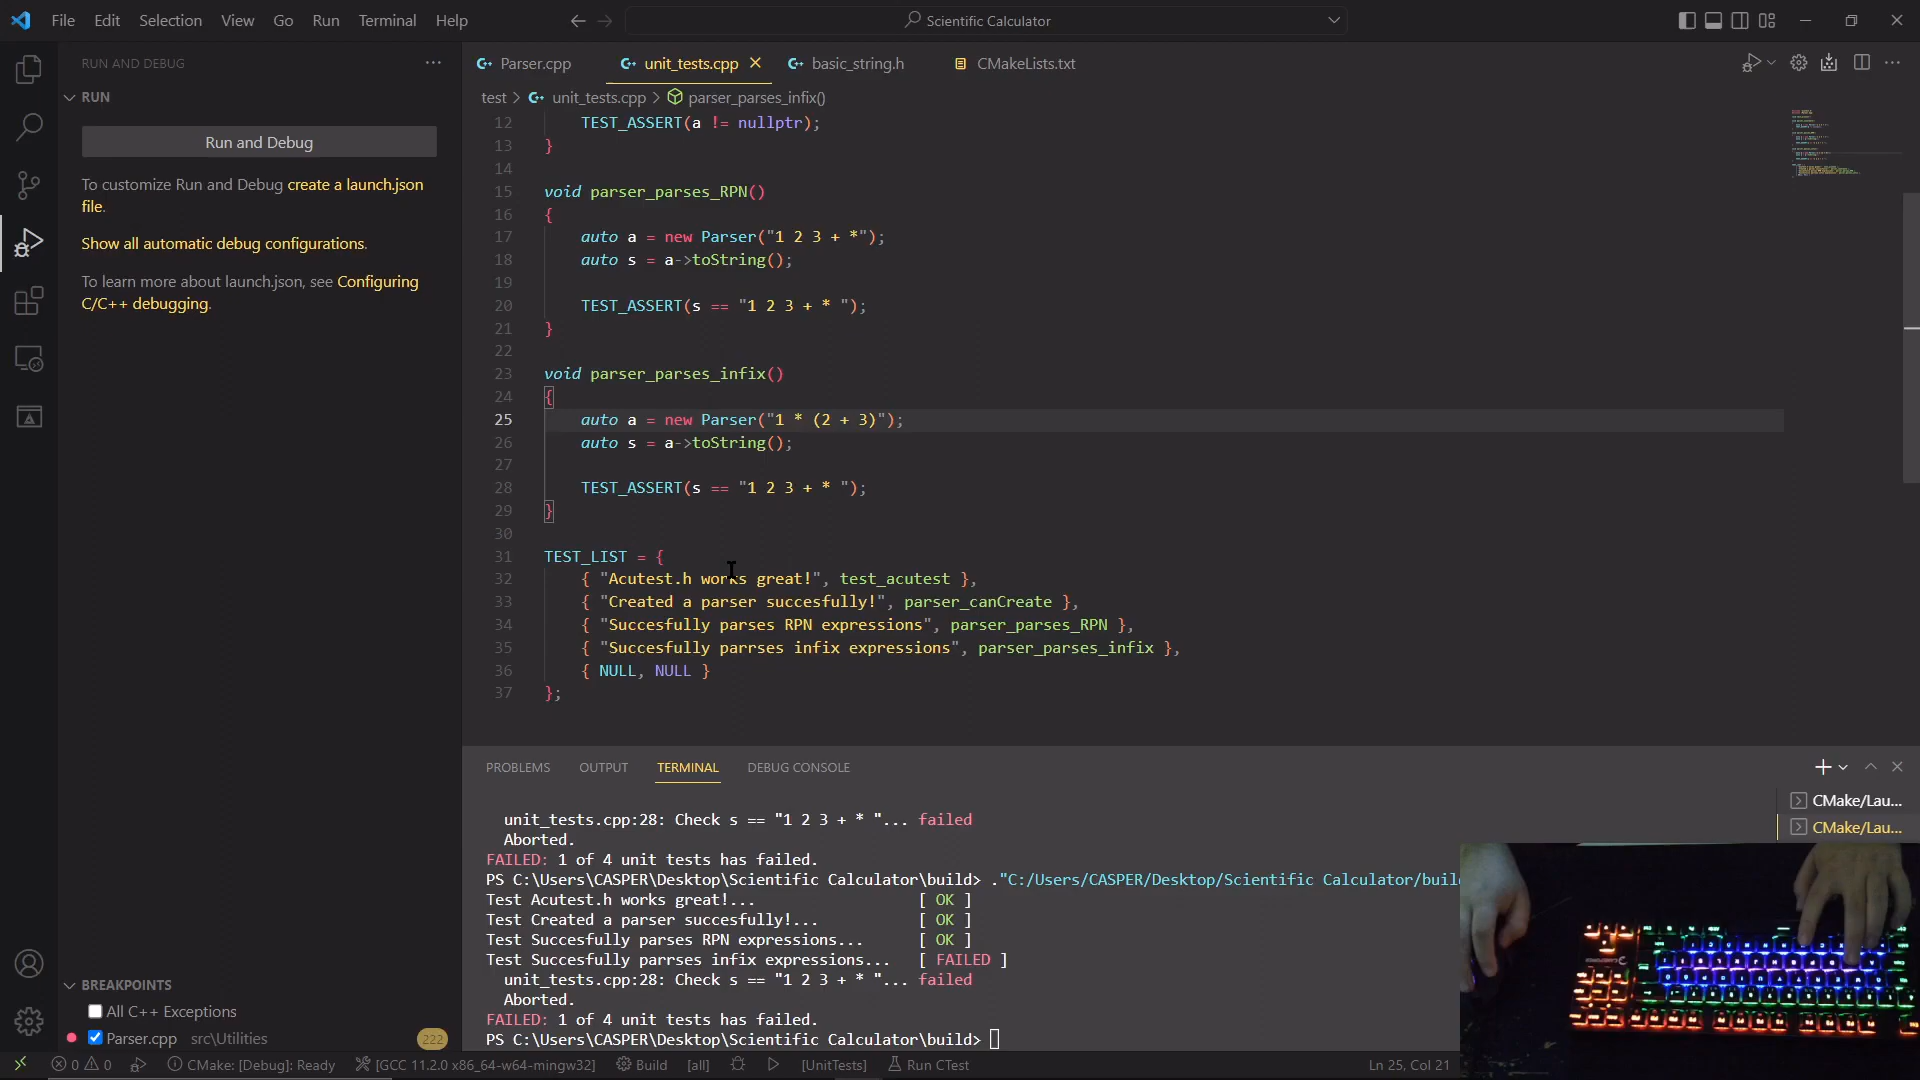 File Edit Selection View Go Run Terminal Help
Scientific Calculator
RUN AND DEBUG
RUN
Run and Debug
To customize Run and Debug create a launch.json
file.
Show all automatic debug configurations.
To learn more about launch.json, see Configuring
C/C++ debugging.
BREAKPOINTS
All C++ Exceptions
Parser.cpp src\Utilities 222
Parser.cpp unit_tests.cpp basic_string.h CMakeLists.txt
test > unit_tests.cpp > parser_parses_infix()
12 TEST_ASSERT(a != nullptr);
13 }
14
15 void parser_parses_RPN()
16 {
17 auto a = new Parser("1 2 3 + *");
18 auto s = a->toString();
19
20 TEST_ASSERT(s == "1 2 3 + * ");
21 }
22
23 void parser_parses_infix()
24 {
25 auto a = new Parser("1 * (2 + 3)");
26 auto s = a->toString();
27
28 TEST_ASSERT(s == "1 2 3 + * ");
29 }
30
31 TEST_LIST = {
32 { "Acutest.h works great!", test_acutest },
33 { "Created a parser succesfully!", parser_canCreate },
34 { "Succesfully parses RPN expressions", parser_parses_RPN },
35 { "Succesfully parrses infix expressions", parser_parses_infix },
36 { NULL, NULL }
37 };
PROBLEMS OUTPUT TERMINAL DEBUG CONSOLE
unit_tests.cpp:28: Check s == "1 2 3 + * "... failed
Aborted.
FAILED: 1 of 4 unit tests has failed.
PS C:\Users\CASPER\Desktop\Scientific Calculator\build> ."C:/Users/CASPER/Desktop/Scientific Calculator/buil
Test Acutest.h works great!... [ OK ]
Test Created a parser succesfully!... [ OK ]
Test Succesfully parses RPN expressions... [ OK ]
Test Succesfully parrses infix expressions... [ FAILED ]
unit_tests.cpp:28: Check s == "1 2 3 + * "... failed
Aborted.
FAILED: 1 of 4 unit tests has failed.
PS C:\Users\CASPER\Desktop\Scientific Calculator\build>
CMake/Lau...
CMake/Lau...
0 0 CMake: [Debug]: Ready [GCC 11.2.0 x86_64-w64-mingw32] Build [all] [UnitTests] Run CTest Ln 25, Col 21